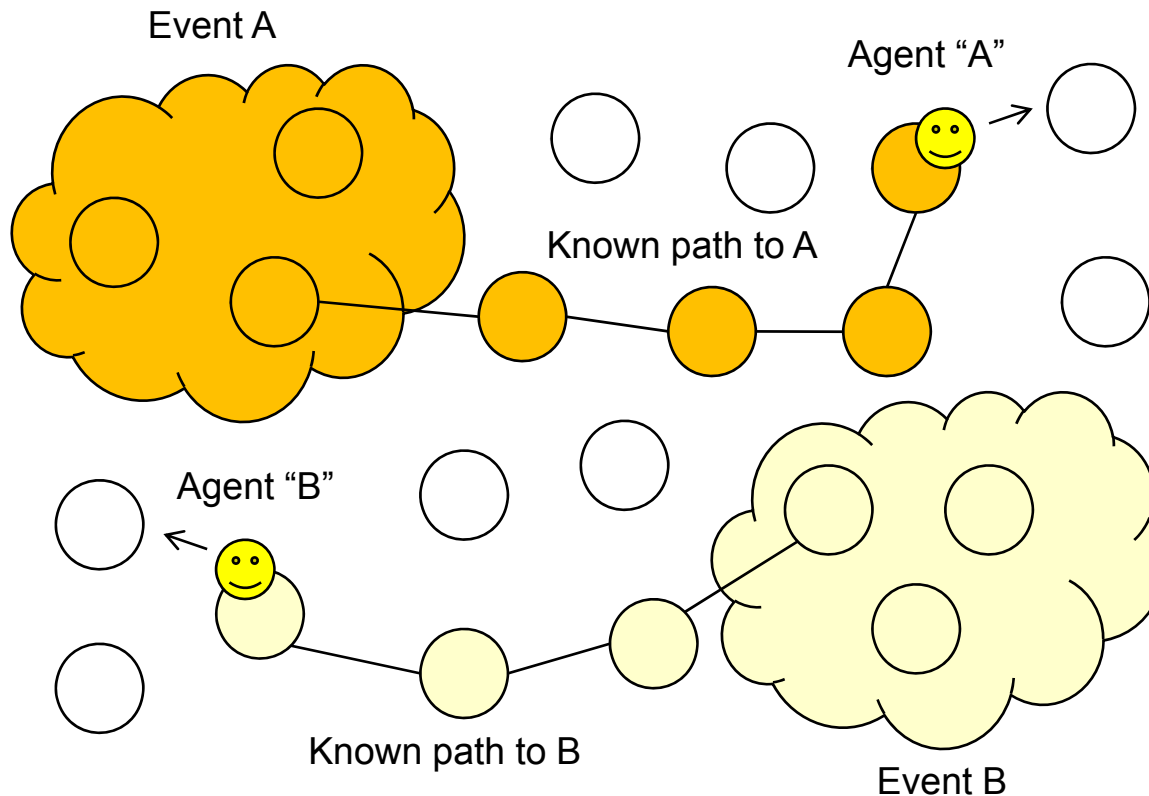 Event A
Agent “A”
Known path to A
Agent “B”
Known path to B
Event B